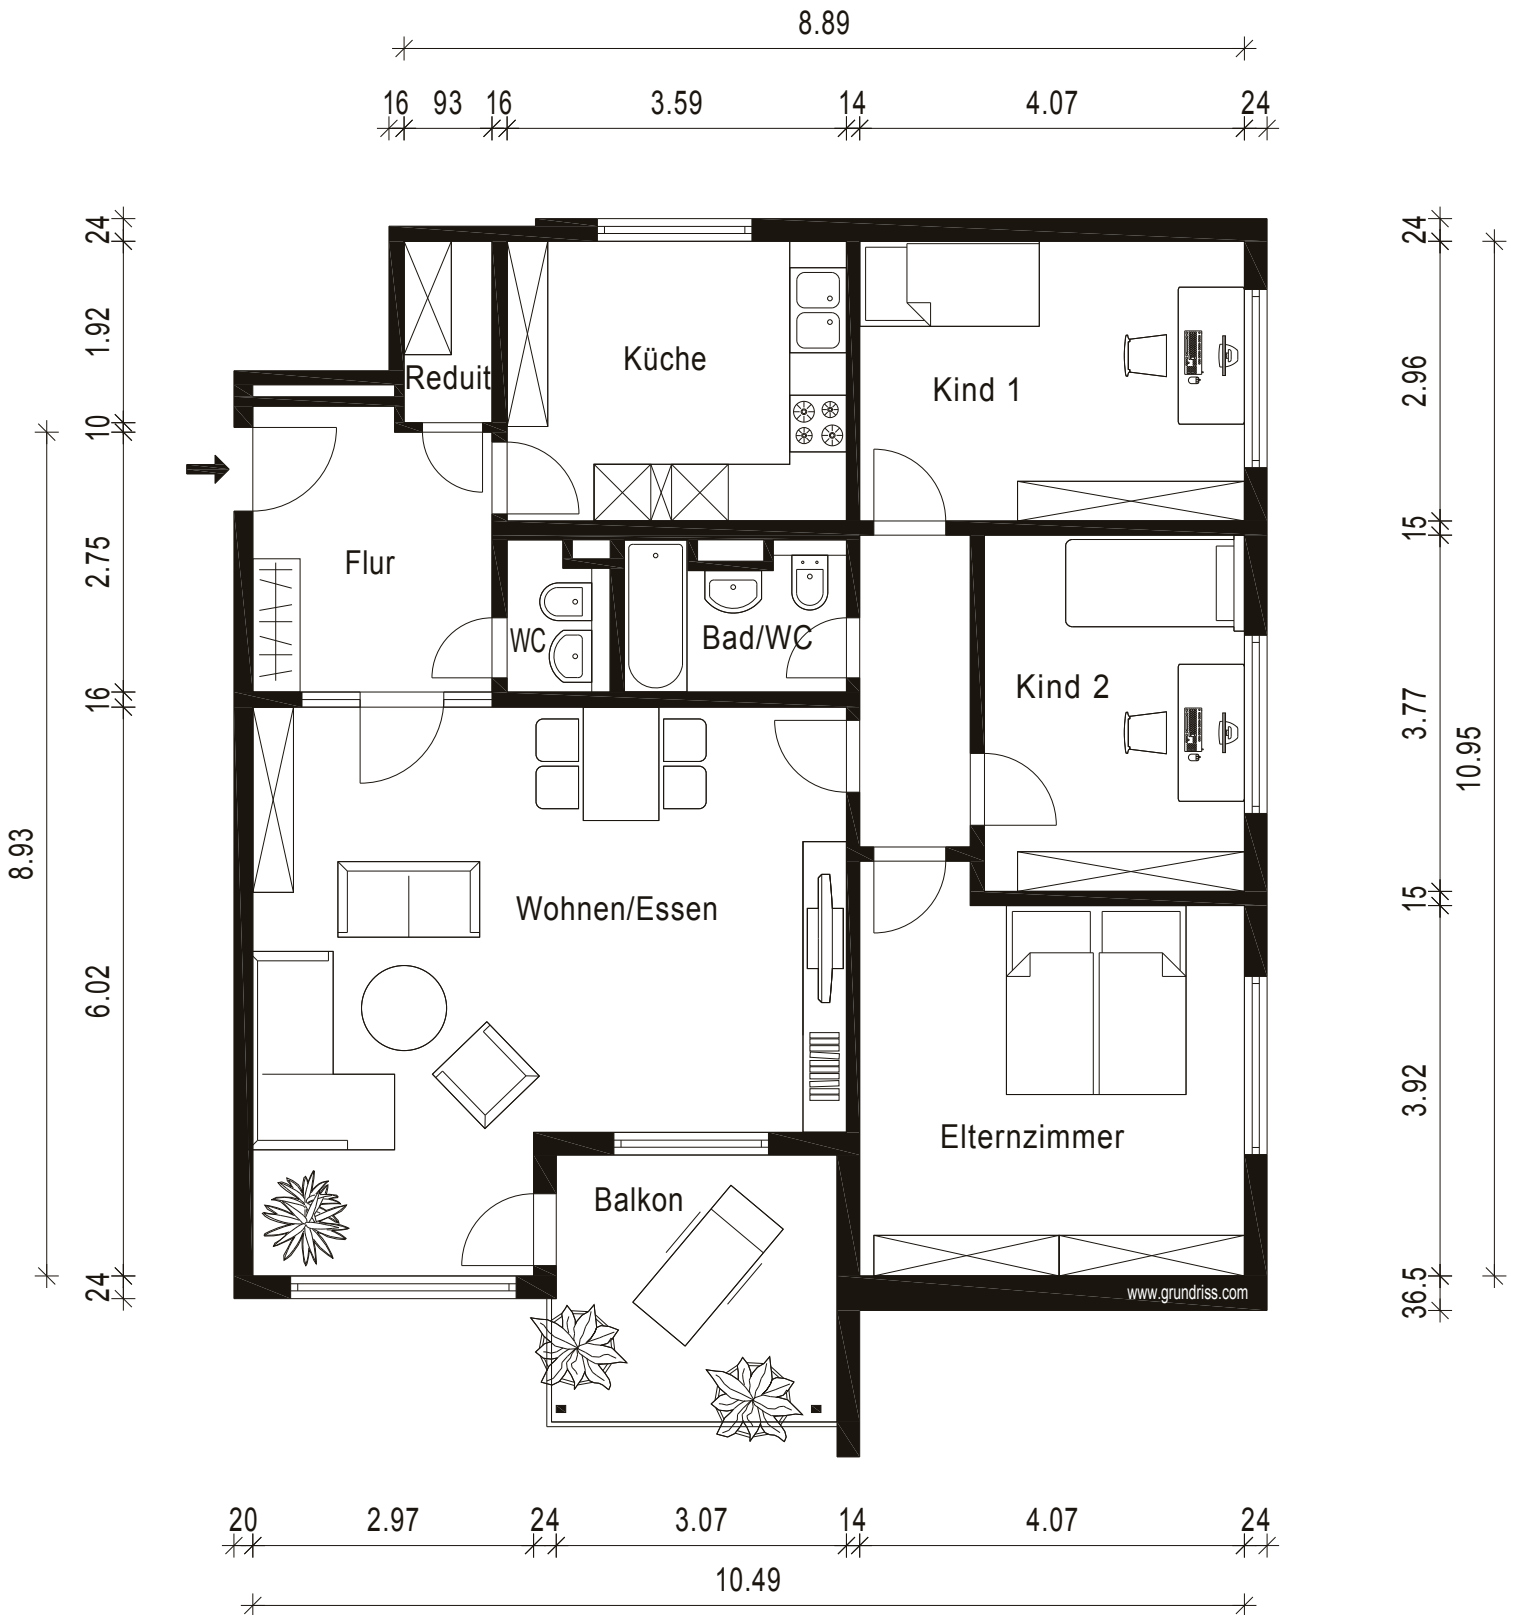 8.89
16 93 16 3.59 14 4.07 24
24
1.92
10
2.75
16
6.02
24
8.93
24
2.96
15
3.77
15
3.92
36.5
10.95
Reduit
Küche
Kind 1
Flur
WC
Bad/WC
Kind 2
Wohnen/Essen
Elternzimmer
Balkon
www.grundriss.com
20 2.97 24 3.07 14 4.07 24
10.49